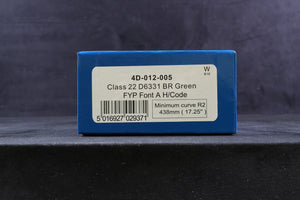 4D-012-005
Class 22 D6331 BR Green
FYP Font A H/Code
Minimum curve R2
438mm ( 17.25" )
5 016927 029371
W